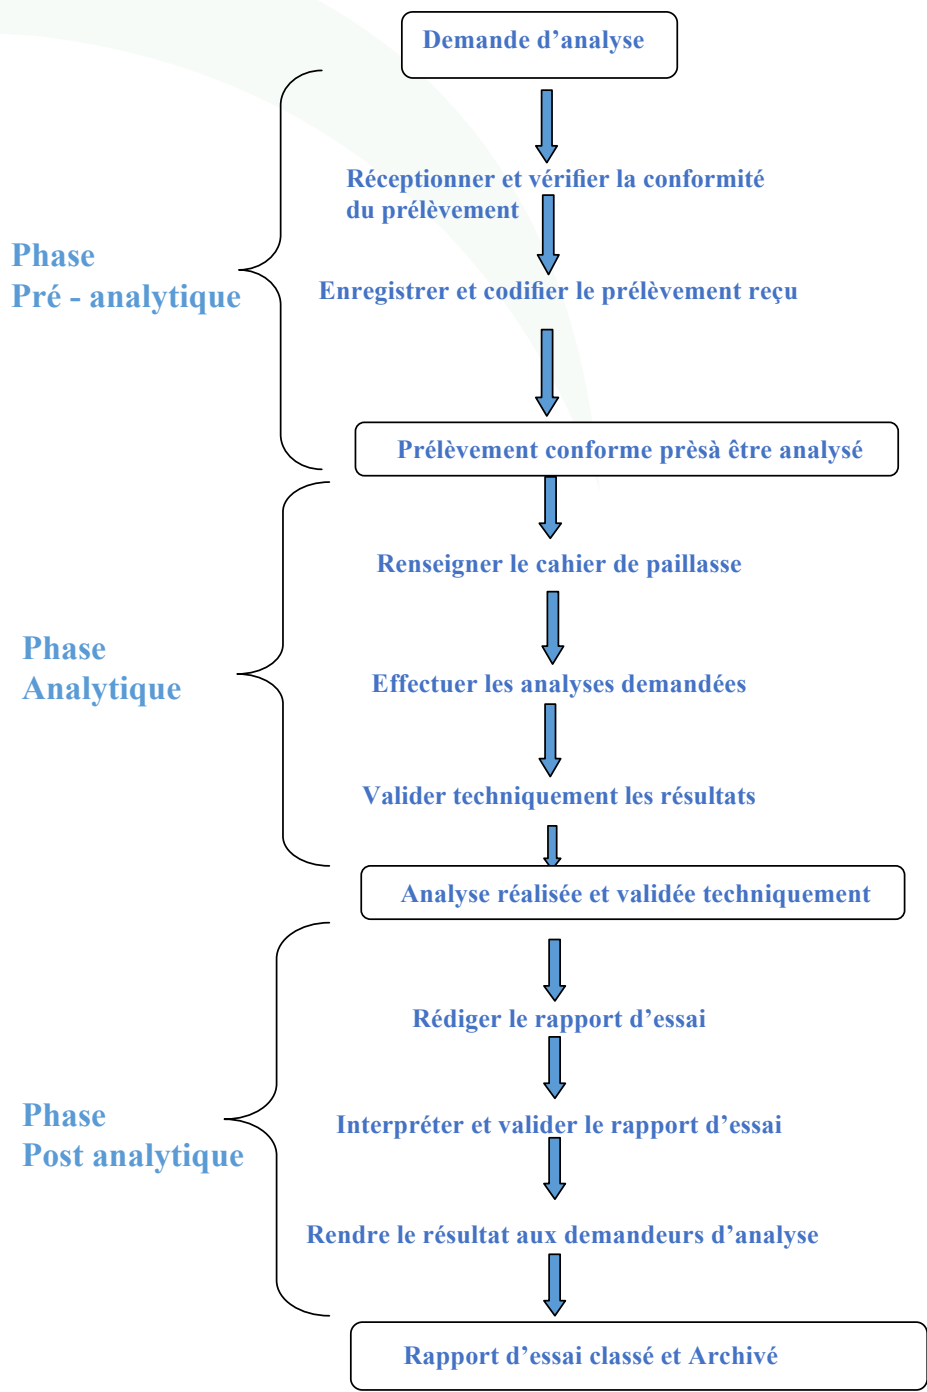 Demande d'analyse
Réceptionner et vérifier la conformité
du prélèvement
Phase
Pré - analytique
Enregistrer et codifier le prélèvement reçu
Prélèvement conforme prèsà être analysé
Renseigner le cahier de paillasse
Phase
Analytique
Effectuer les analyses demandées
Valider techniquement les résultats
Analyse réalisée et validée techniquement
Rédiger le rapport d'essai
Phase
Post analytique
Interpréter et valider le rapport d'essai
Rendre le résultat aux demandeurs d'analyse
Rapport d'essai classé et Archivé